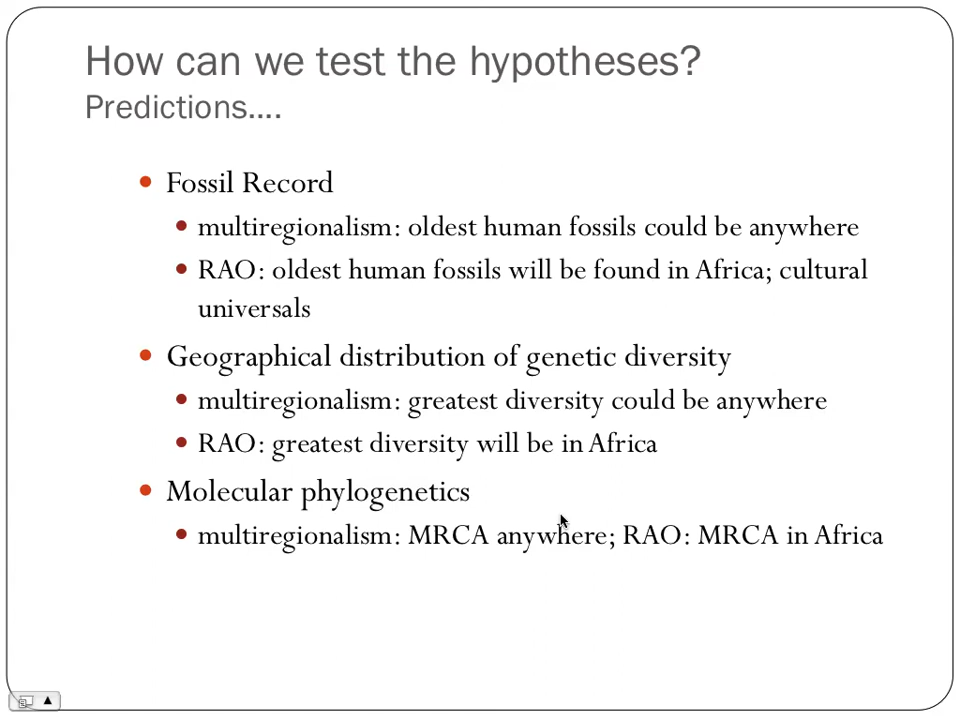 How can we test the hypotheses?
Predictions....
Fossil Record
multiregionalism: oldest human fossils could be anywhere
RAO: oldest human fossils will be found in Africa; cultural
universals
Geographical distribution of genetic diversity
multiregionalism: greatest diversity could be anywhere
RAO: greatest diversity will be in Africa
Molecular phylogenetics
multiregionalism: MRCA anywhere; RAO: MRCA in Africa